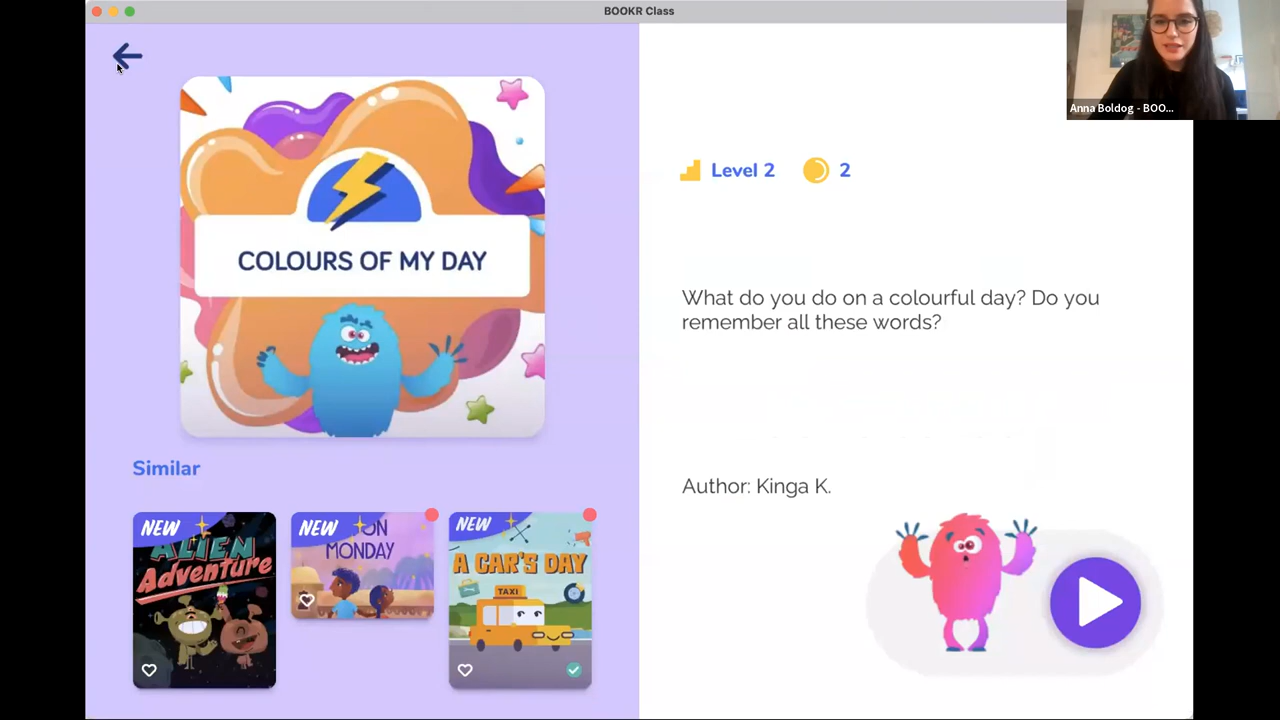 BOOKR Class
Anna Boldog - BOO...
COLOURS OF MY DAY
Level 2
2
What do you do on a colourful day? Do you
remember all these words?
Similar
Author: Kinga K.
NEW
ALIEN
Adventure
NEW
ON
MONDAY
NEW
A CAR'S DAY
TAXI